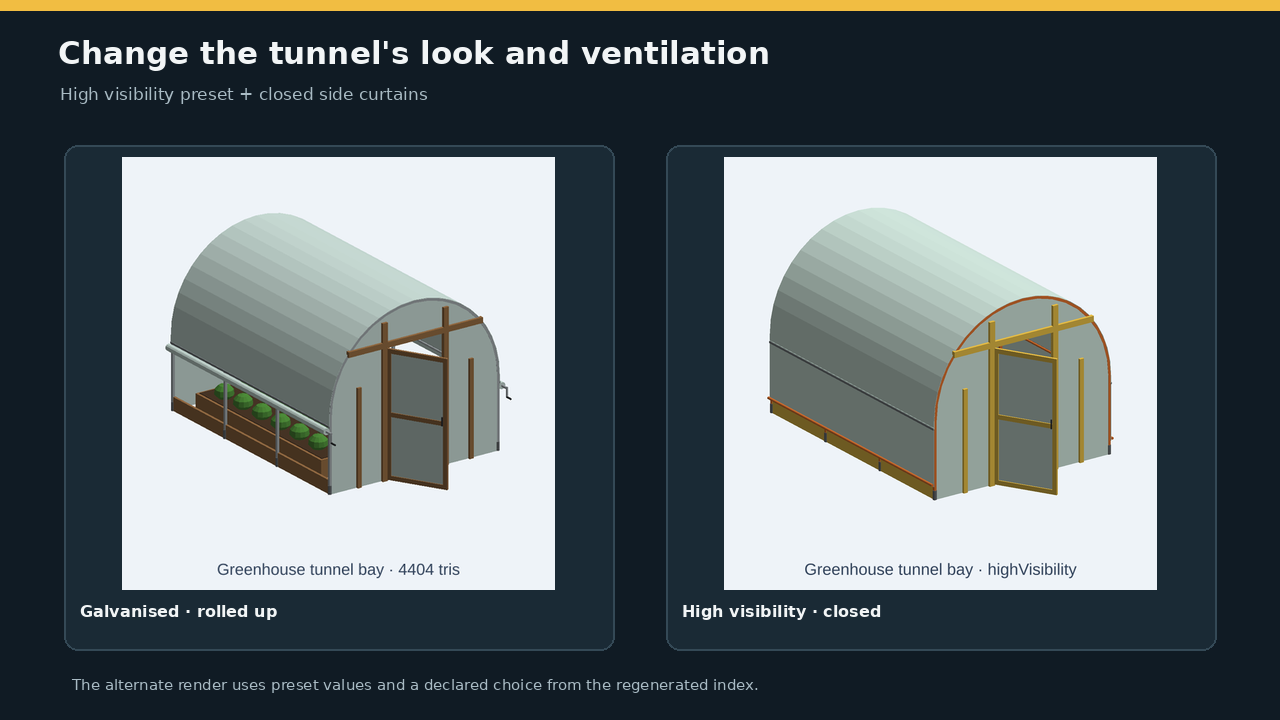 Change the tunnel's look and ventilation
High visibility preset + closed side curtains
Greenhouse tunnel bay · 4404 tris
Galvanised · rolled up
Greenhouse tunnel bay · highVisibility
High visibility · closed
The alternate render uses preset values and a declared choice from the regenerated index.